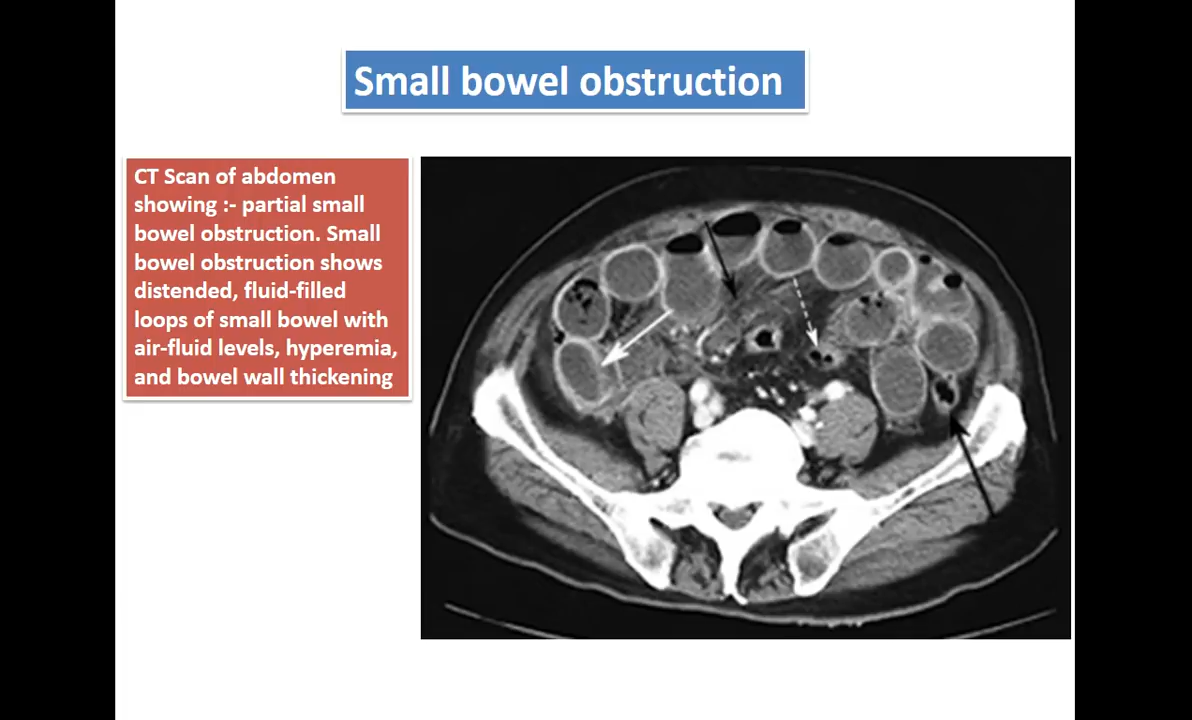 Small bowel obstruction
CT Scan of abdomen
showing :- partial small
bowel obstruction. Small
bowel obstruction shows
distended, fluid-filled
loops of small bowel with
air-fluid levels, hyperemia,
and bowel wall thickening